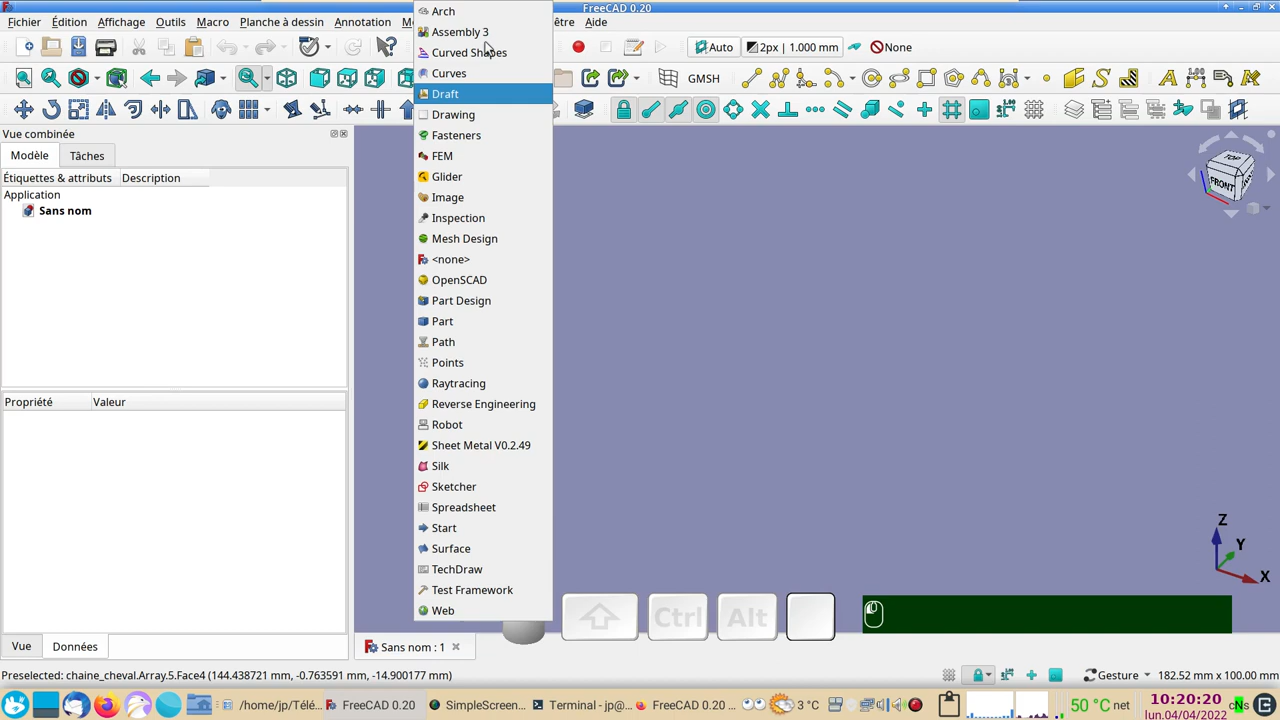 FreeCAD 0.20
Fichier Édition Affichage Outils Macro Planche à dessin Annotation être Aide
Auto 2px | 1.000 mm None
GMSH
Vue combinée
Modèle Tâches
Étiquettes & attributs Description
Application
Sans nom
Propriété Valeur
Vue Données
Arch
Assembly 3
Curved Shapes
Curves
Draft
Drawing
Fasteners
FEM
Glider
Image
Inspection
Mesh Design
<none>
OpenSCAD
Part Design
Part
Path
Points
Raytracing
Reverse Engineering
Robot
Sheet Metal V0.2.49
Silk
Sketcher
Spreadsheet
Start
Surface
TechDraw
Test Framework
Web
TOP
FRONT
Z
Y
X
Ctrl Alt
Sans nom : 1
Preselected: chaine_cheval.Array.5.Face4 (144.438721 mm, -0.763591 mm, -14.900177 mm) Gesture 182.52 mm x 100.00 mm
/home/jp/Télé... FreeCAD 0.20 SimpleScreen... Terminal - jp@... FreeCAD 0.20 ... 3 °C 50 °C net 10:20:20 cNs
lun.04/04/2022